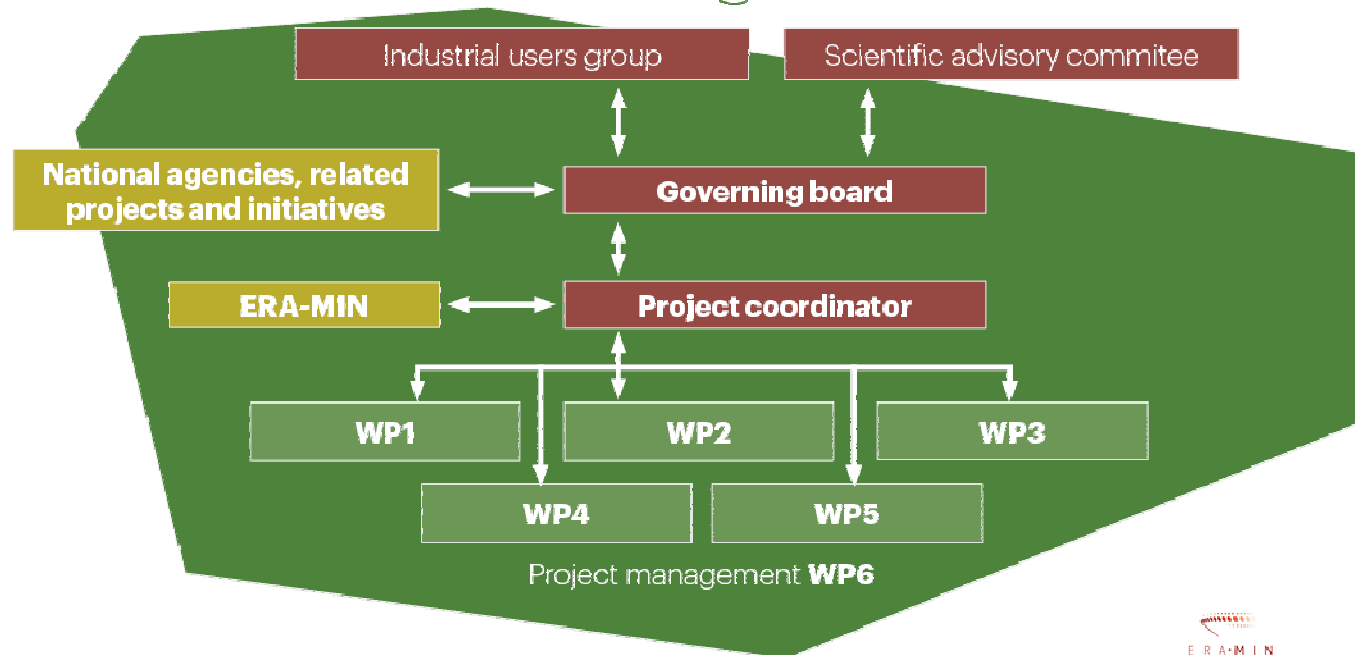 Industrial users group
Scientific advisory commitee
National agencies, related
projects and initiatives
Governing board
ERA-MIN
Project coordinator
WP1
WP2
WP3
WP4
WP5
Project management WP6
ERA-MIN